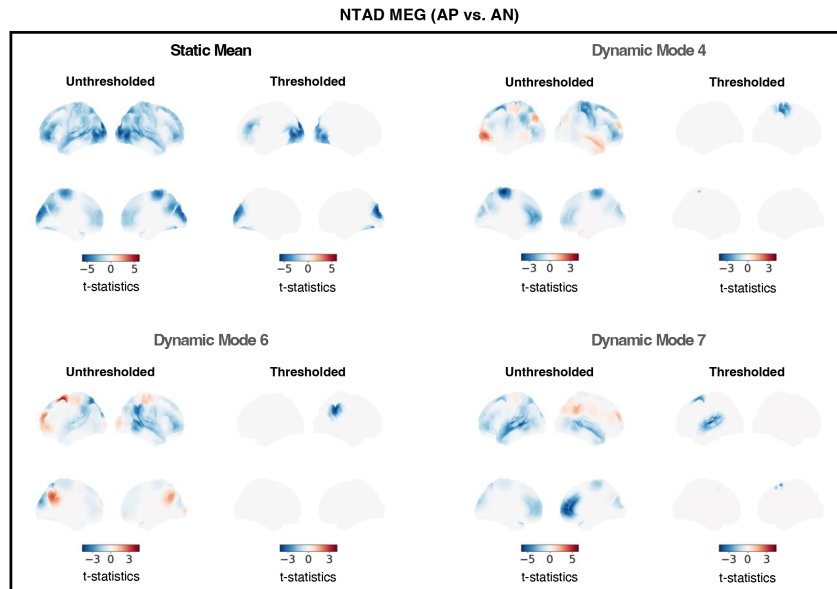 NTAD MEG (AP vs. AN)
Static Mean
Unthresholded Thresholded
−5 0 5 −5 0 5
t-statistics t-statistics
Dynamic Mode 4
Unthresholded Thresholded
−3 0 3 −3 0 3
t-statistics t-statistics
Dynamic Mode 6
Unthresholded Thresholded
−3 0 3 −3 0 3
t-statistics t-statistics
Dynamic Mode 7
Unthresholded Thresholded
−5 0 5 −3 0 3
t-statistics t-statistics